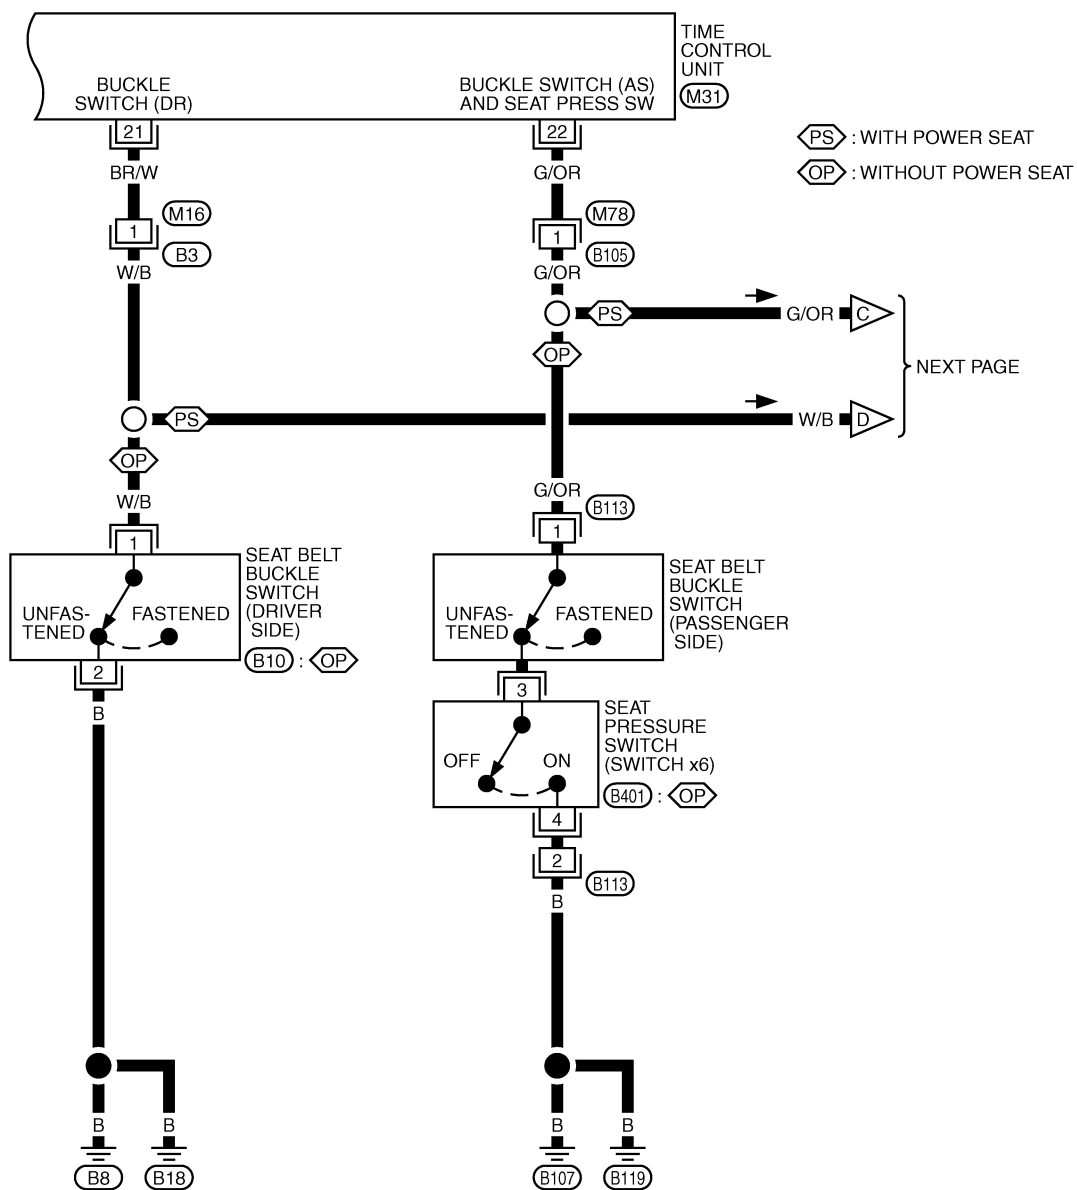 TIME
CONTROL
UNIT
M31
BUCKLE
SWITCH (DR)
BUCKLE SWITCH (AS)
AND SEAT PRESS SW
21
22
PS : WITH POWER SEAT
OP : WITHOUT POWER SEAT
BR/W
G/OR
M16
M78
1
1
B3
B105
W/B
G/OR
PS
G/OR
C
OP
NEXT PAGE
PS
W/B
D
OP
W/B
G/OR
B113
1
1
SEAT BELT
BUCKLE
SWITCH
(DRIVER
SIDE)
B10 : OP
UNFAS-
TENED
FASTENED
SEAT BELT
BUCKLE
SWITCH
(PASSENGER
SIDE)
UNFAS-
TENED
FASTENED
2
3
B
SEAT
PRESSURE
SWITCH
(SWITCH x6)
B401 : OP
OFF
ON
4
2
B113
B
B
B
B
B
B8
B18
B107
B119